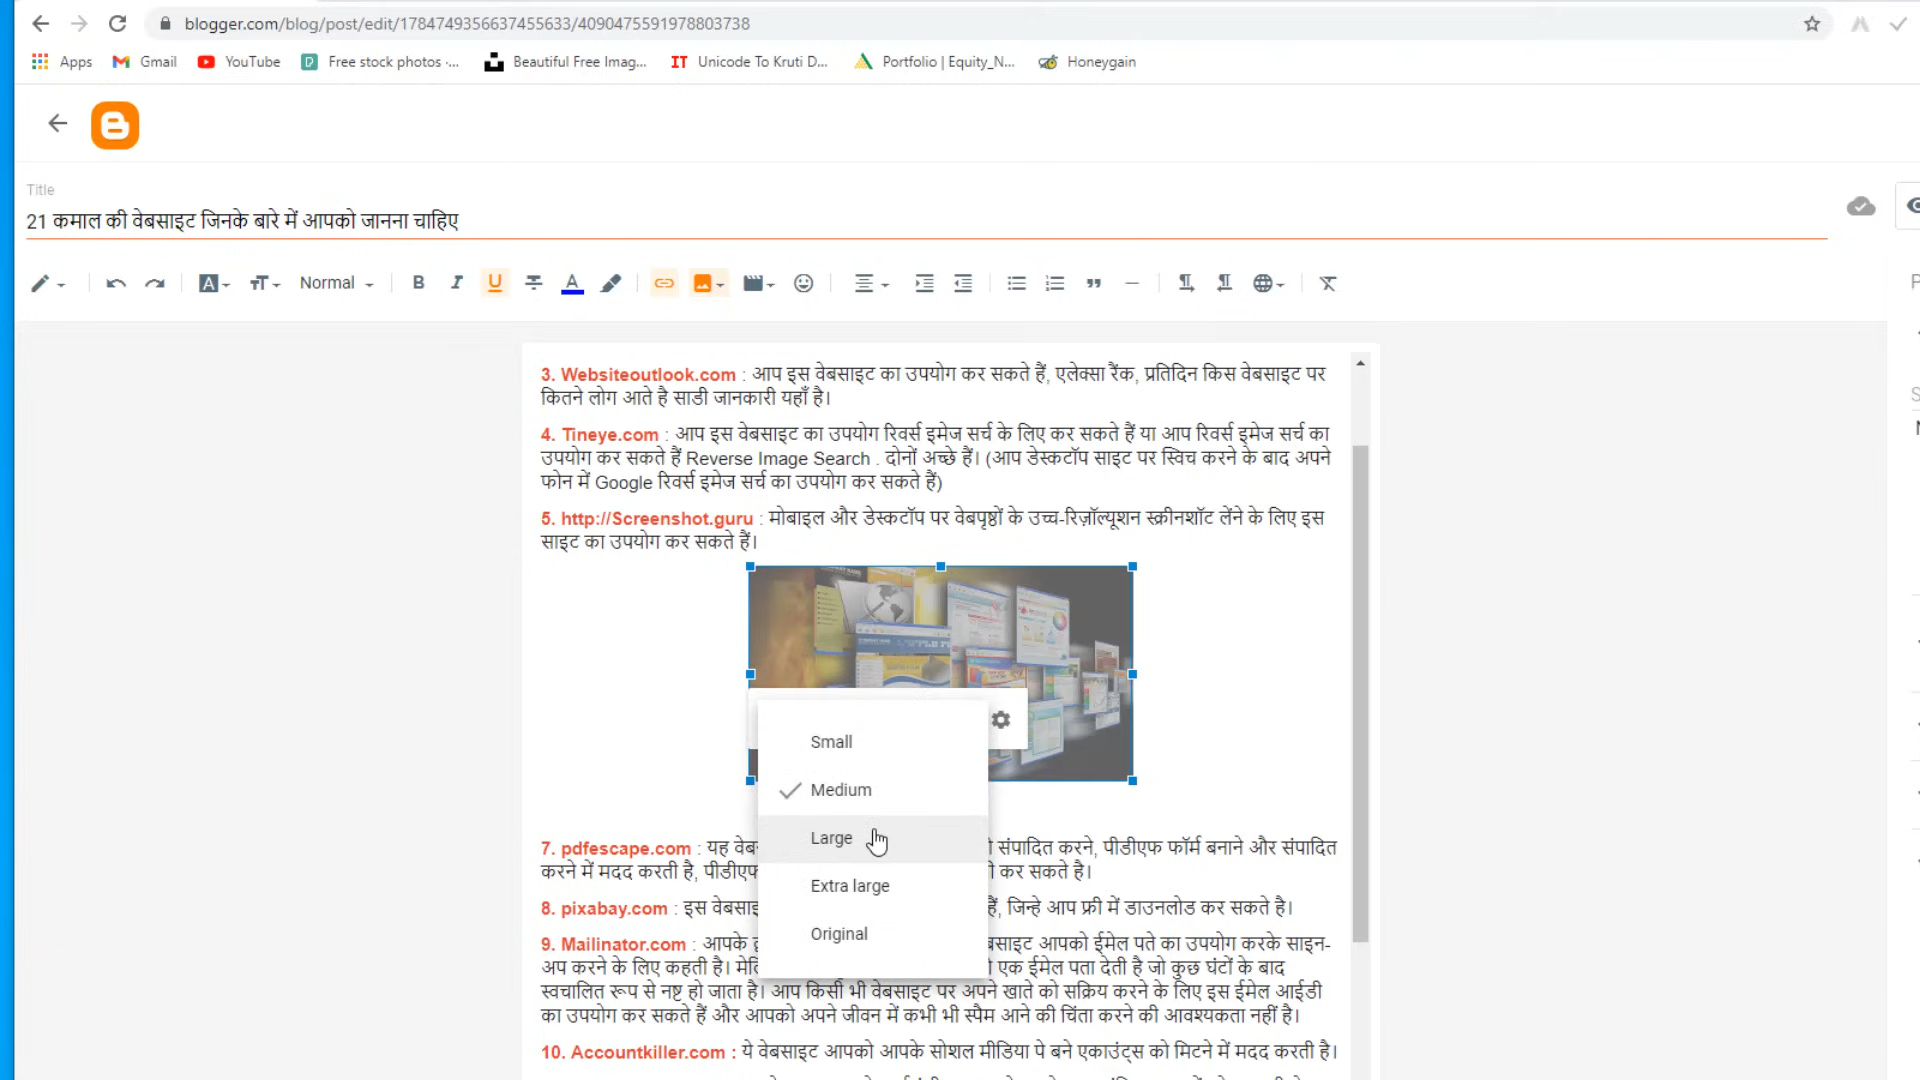 blogger.com/blog/post/edit/1784749356637455633/4090475591978803738
Apps Gmail YouTube Free stock photos -... Beautiful Free Imag... IT Unicode To Kruti D... Portfolio | Equity_N... Honeygain
Title
21 कमाल की वेबसाइट जिनके बारे में आपको जानना चाहिए
Normal
3. Websiteoutlook.com : आप इस वेबसाइट का उपयोग कर सकते हैं, एलेक्सा रैंक, प्रतिदिन किस वेबसाइट पर
कितने लोग आते है साडी जानकारी यहाँ है।
4. Tineye.com : आप इस वेबसाइट का उपयोग रिवर्स इमेज सर्च के लिए कर सकते हैं या आप रिवर्स इमेज सर्च का
उपयोग कर सकते हैं Reverse Image Search . दोनों अच्छे हैं। (आप डेस्कटॉप साइट पर स्विच करने के बाद अपने
फोन में Google रिवर्स इमेज सर्च का उपयोग कर सकते हैं)
5. http://Screenshot.guru : मोबाइल और डेस्कटॉप पर वेबपृष्ठों के उच्च-रिज़ॉल्यूशन स्क्रीनशॉट लेंने के लिए इस
साइट का उपयोग कर सकते हैं।
Small
Medium
Large
Extra large
Original
7. pdfescape.com : यह संपादित करने, पीडीएफ फॉर्म बनाने और संपादित
करने में मदद करती है, कर सकते है।
8. pixabay.com : इस जिन्हे आप फ्री में डाउनलोड कर सकते है।
9. Mailinator.com : आपके आपको ईमेल पते का उपयोग करके साइन-
अप करने के लिए कहती है। एक ईमेल पता देती है जो कुछ घंटों के बाद
स्वचालित रूप से नष्ट हो जाता है। आप किसी भी वेबसाइट पर अपने खाते को सक्रिय करने के लिए इस ईमेल आईडी
का उपयोग कर सकते हैं और आपको अपने जीवन में कभी भी स्पैम आने की चिंता करने की आवश्यकता नहीं है।
10. Accountkiller.com : ये वेबसाइट आपको आपके सोशल मीडिया पे बने एकाउंट्स को मिटने में मदद करती है।